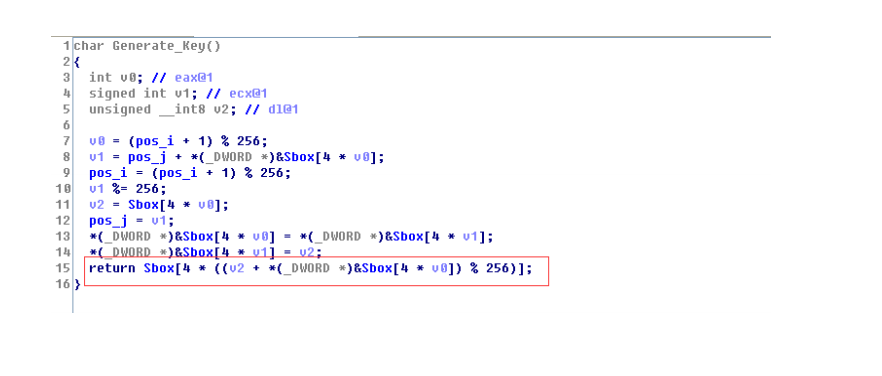 1 char Generate_Key()
2 {
3 int v0; // eax@1
4 signed int v1; // ecx@1
5 unsigned __int8 v2; // dl@1
6
7 v0 = (pos_i + 1) % 256;
8 v1 = pos_j + *(_DWORD *)&Sbox[4 * v0];
9 pos_i = (pos_i + 1) % 256;
10 v1 %= 256;
11 v2 = Sbox[4 * v0];
12 pos_j = v1;
13 *(_DWORD *)&Sbox[4 * v0] = *(_DWORD *)&Sbox[4 * v1];
14 *(_DWORD *)&Sbox[4 * v1] = v2;
15 return Sbox[4 * ((v2 + *(_DWORD *)&Sbox[4 * v0]) % 256)];
16 }